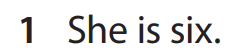 1 She is six.